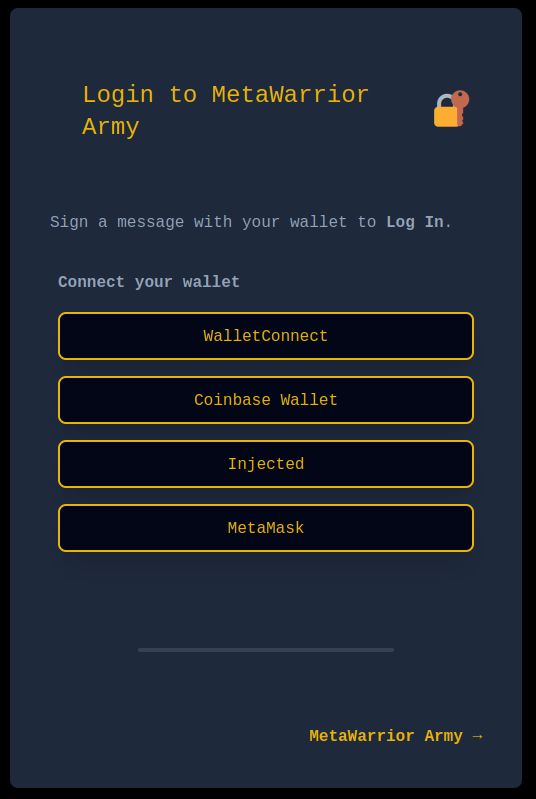 Login to MetaWarrior
Army
Sign a message with your wallet to Log In.
Connect your wallet
WalletConnect
Coinbase Wallet
Injected
MetaMask
MetaWarrior Army →